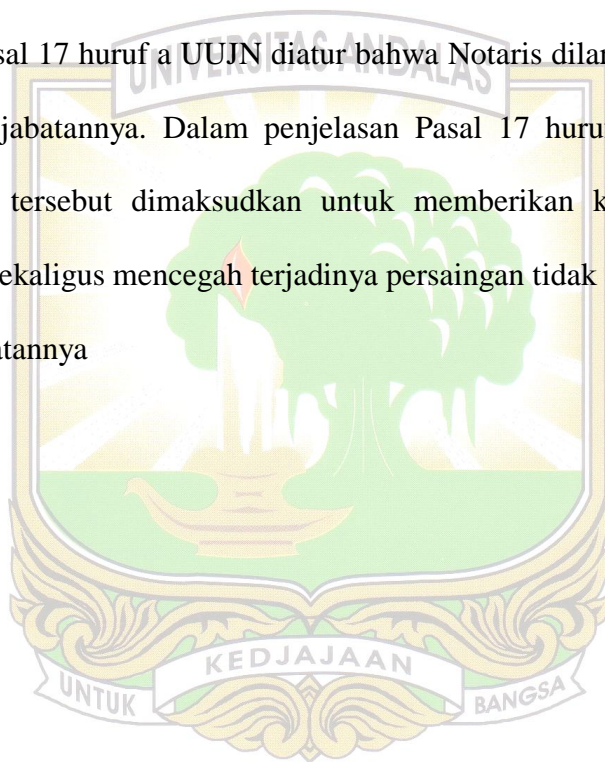 sal 17 huruf a UUJN diatur bahwa Notaris dilar
UNIVERSITAS ANDALAS
jabatannya. Dalam penjelasan Pasal 17 huru
tersebut dimaksudkan untuk memberikan k
ekaligus mencegah terjadinya persaingan tidak
atannya
KEDJAJAAN
UNTUK
BANGSA